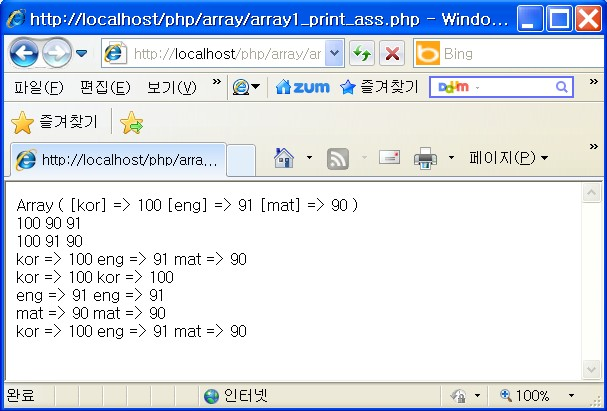 http://localhost/php/array/array1_print_ass.php - Windo...
http://localhost/php/array/ar
Bing
파일(F) 편집(E) 보기(V) » zum 즐겨찾기 Daum »
즐겨찾기
http://localhost/php/arra... 페이지(P) »
Array ( [kor] => 100 [eng] => 91 [mat] => 90 )
100 90 91
100 91 90
kor => 100 eng => 91 mat => 90
kor => 100 kor => 100
eng => 91 eng => 91
mat => 90 mat => 90
kor => 100 eng => 91 mat => 90
완료 인터넷 100%